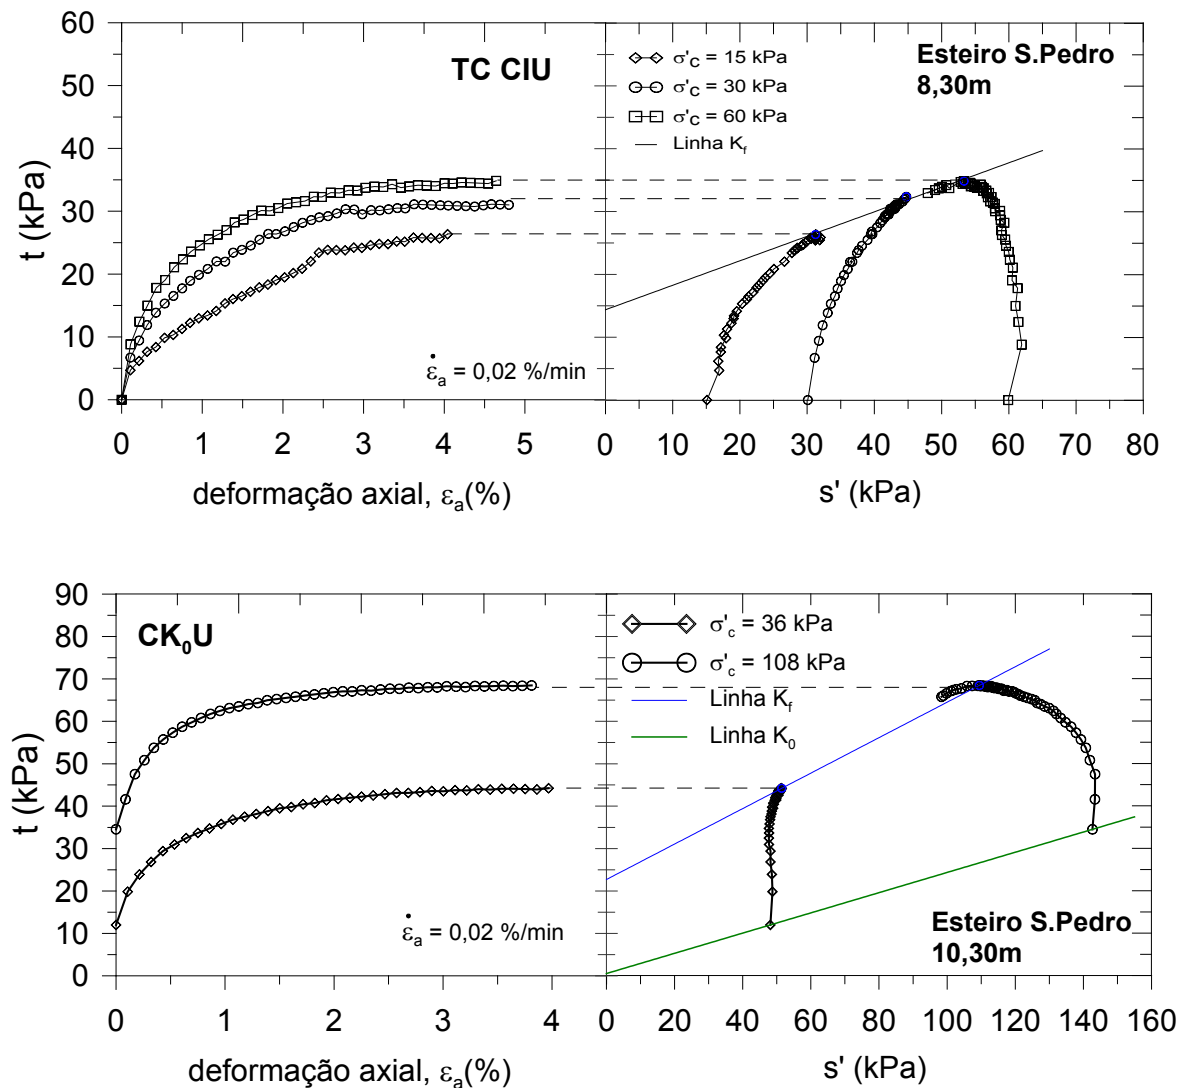 60
50
40
30
20
10
0
t (kPa)
TC CIU
ε̇a = 0,02 %/min
0 1 2 3 4 5
deformação axial, εa(%)
σ'c = 15 kPa
σ'c = 30 kPa
σ'c = 60 kPa
Linha Kf
Esteiro S.Pedro
8,30m
0 10 20 30 40 50 60 70 80
s' (kPa)
90
80
70
60
50
40
30
20
10
0
t (kPa)
CK0U
ε̇a = 0,02 %/min
0 1 2 3 4
deformação axial, εa(%)
σ'c = 36 kPa
σ'c = 108 kPa
Linha Kf
Linha K0
Esteiro S.Pedro
10,30m
0 20 40 60 80 100 120 140 160
s' (kPa)